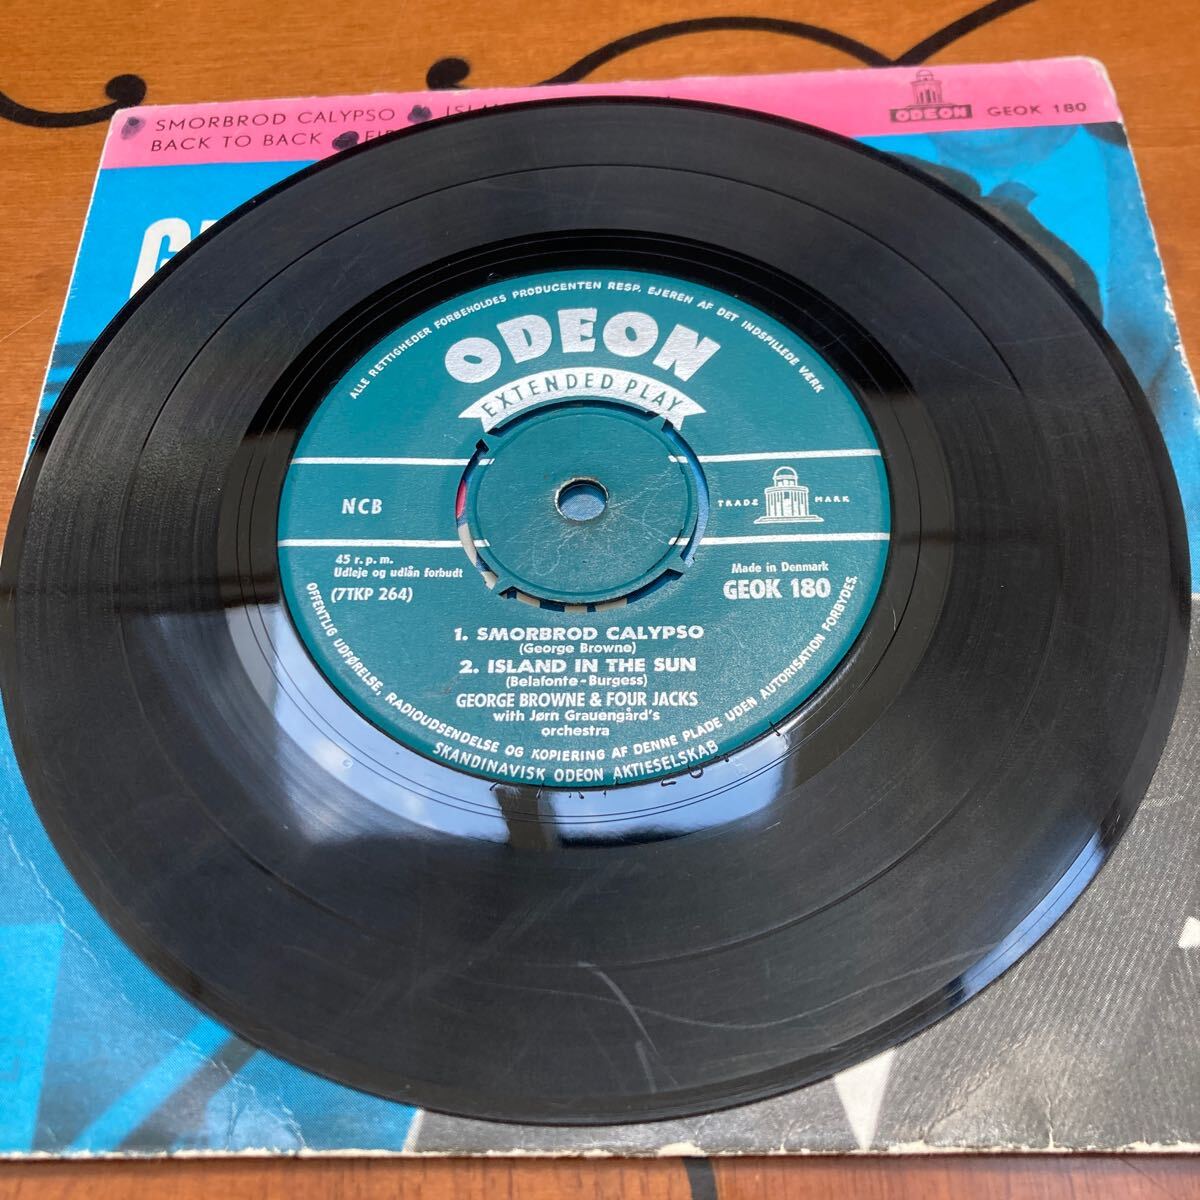 SMORBROD CALYPSO
BACK TO BACK
ODEON GEOK 180
ALLE RETTIGHEDER FORBEHOLDES PRODUCENTEN RESP. EJEREN AF DET INDSPILLEDE VÆRK
ODEON
EXTENDED PLAY
NCB
TRADE MARK
45 r.p.m.
Udleje og udlån forbudt
(7TKP 264)
Made in Denmark
GEOK 180
1. SMORBROD CALYPSO
(George Browne)
2. ISLAND IN THE SUN
(Belafonte-Burgess)
GEORGE BROWNE & FOUR JACKS
with Jørn Grauengård's
orchestra
OFFENTLIG UDFØRELSE, RADIOUDSENDELSE OG KOPIERING AF DENNE PLADE UDEN AUTORISATION FORBYDES.
SKANDINAVISK ODEON AKTIESELSKAB